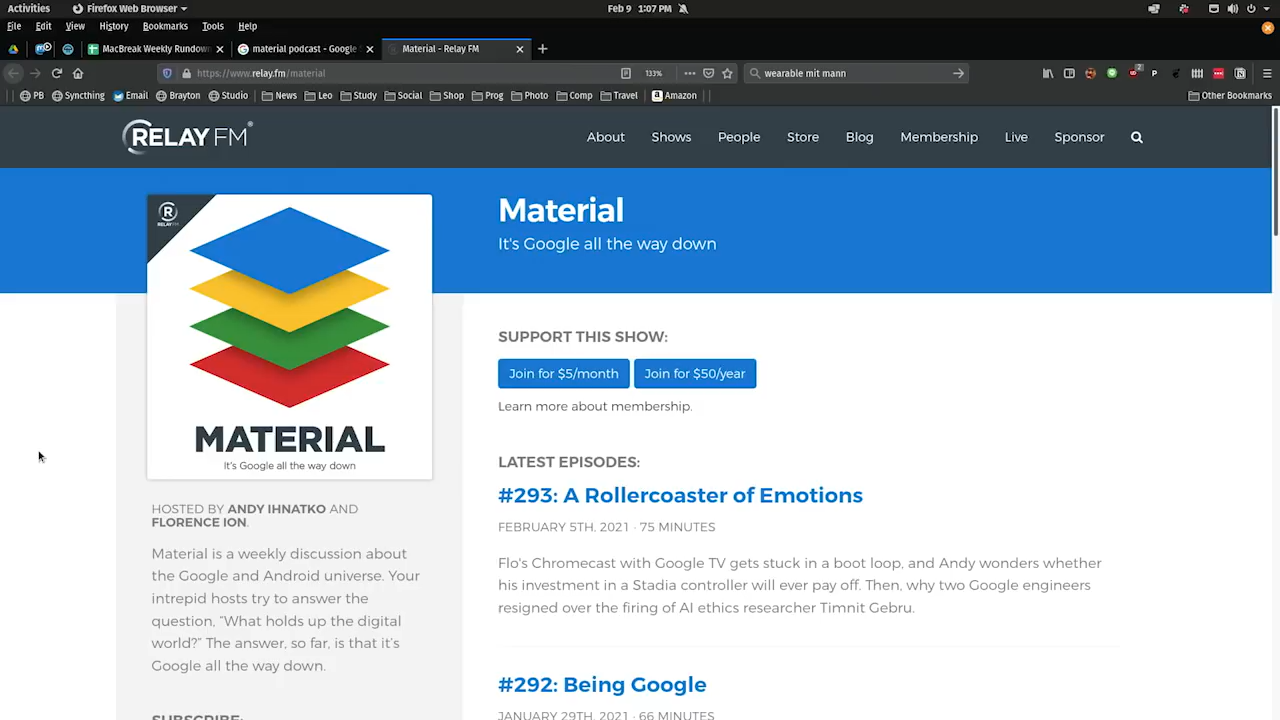 Activities
Firefox Web Browser
Feb 9 1:07 PM
File Edit View History Bookmarks Tools Help
MacBreak Weekly Rundown
material podcast - Google
Material - Relay FM
https://www.relay.fm/material
133%
wearable mit mann
2
PB Syncthing Email Brayton Studio News Leo Study Social Shop Prog Photo Comp Travel Amazon Other Bookmarks
RELAY FM
About Shows People Store Blog Membership Live Sponsor
R
RELAY FM
MATERIAL
It's Google all the way down
Material
It's Google all the way down
SUPPORT THIS SHOW:
Join for $5/month Join for $50/year
Learn more about membership.
HOSTED BY ANDY IHNATKO AND
FLORENCE ION.
Material is a weekly discussion about
the Google and Android universe. Your
intrepid hosts try to answer the
question, "What holds up the digital
world?" The answer, so far, is that it's
Google all the way down.
SUBSCRIBE:
LATEST EPISODES:
#293: A Rollercoaster of Emotions
FEBRUARY 5TH, 2021 · 75 MINUTES
Flo's Chromecast with Google TV gets stuck in a boot loop, and Andy wonders whether
his investment in a Stadia controller will ever pay off. Then, why two Google engineers
resigned over the firing of AI ethics researcher Timnit Gebru.
#292: Being Google
JANUARY 29TH, 2021 · 66 MINUTES